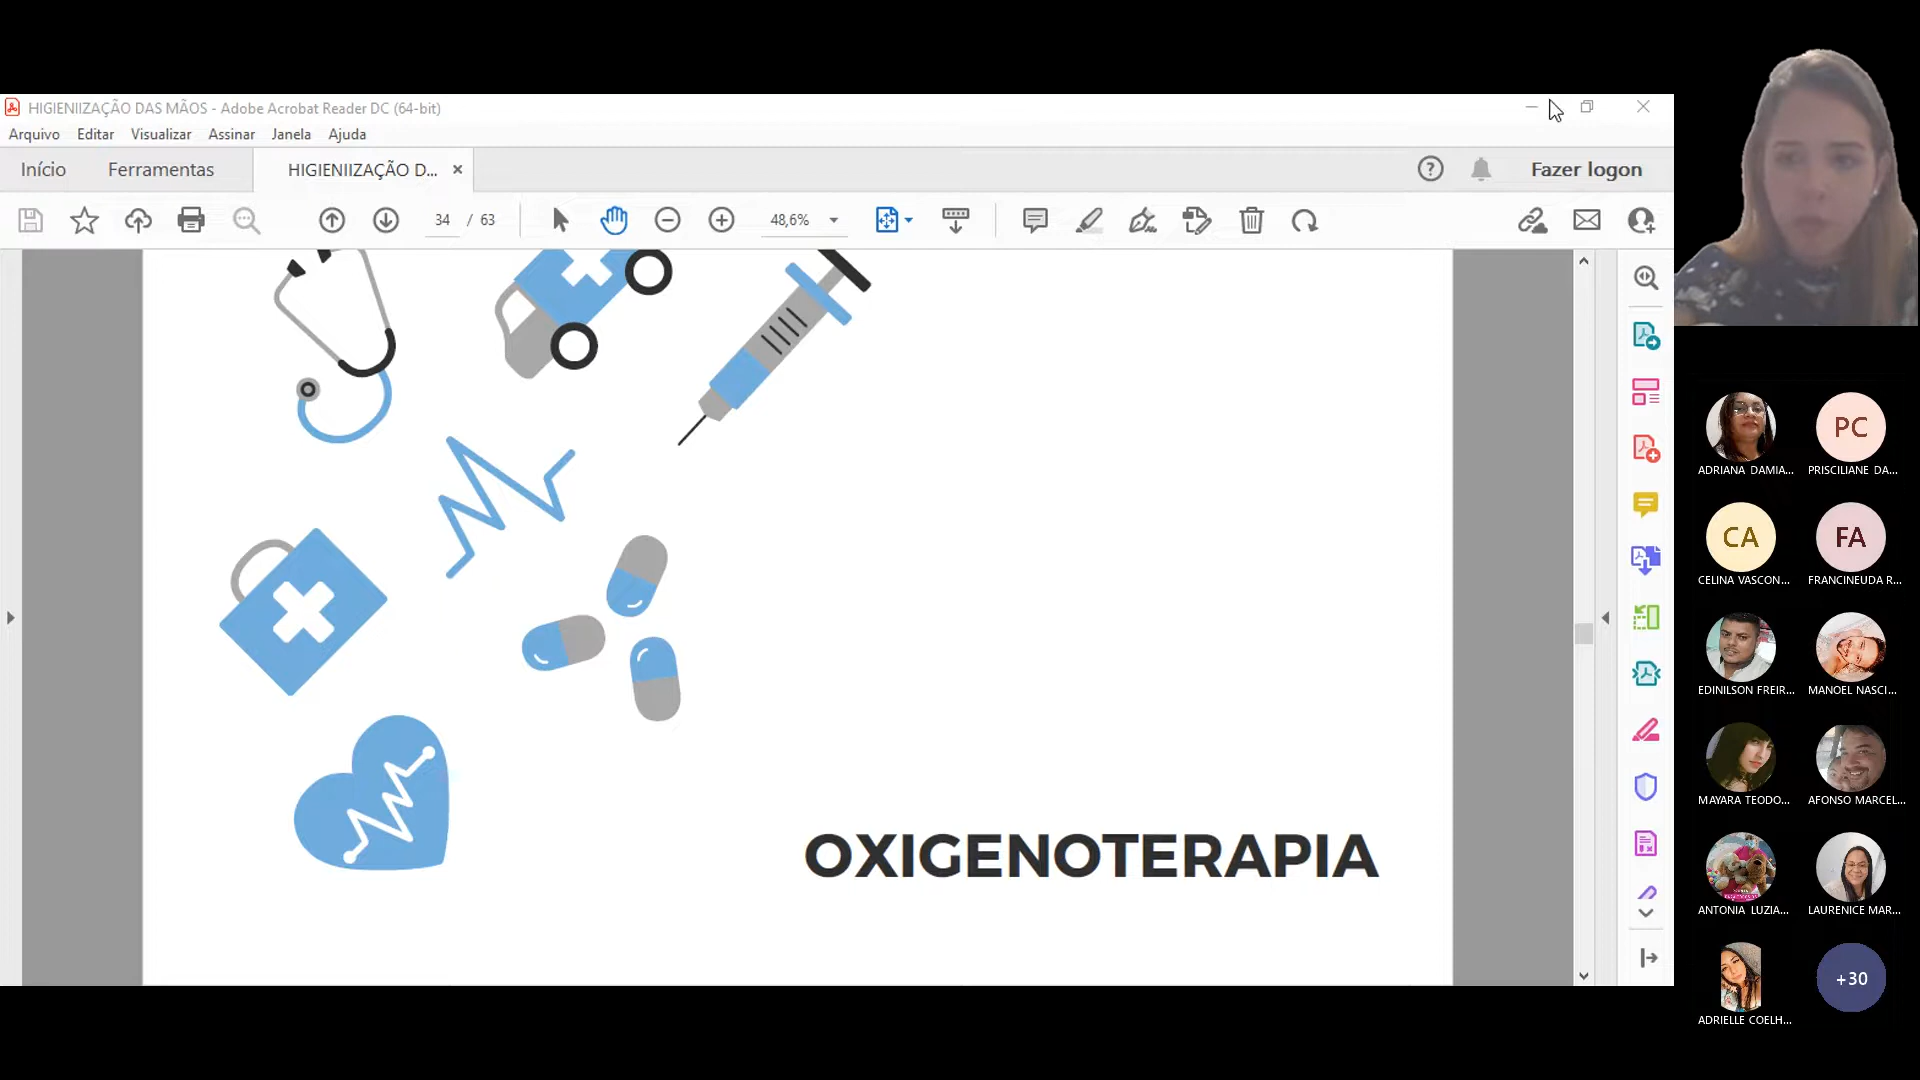 HIGIENIIZAÇÃO DAS MÃOS - Adobe Acrobat Reader DC (64-bit)
Arquivo Editar Visualizar Assinar Janela Ajuda
Início Ferramentas HIGIENIIZAÇÃO D... × Fazer logon
34 / 63 48,6%
OXIGENOTERAPIA
ADRIANA DAMIA...
PC
PRISCILIANE DA...
CA
CELINA VASCON...
FA
FRANCINEUDA R...
EDINILSON FREIR...
MANOEL NASCI...
MAYARA TEODO...
AFONSO MARCEL...
ANTONIA LUZIA...
LAURENICE MAR...
ADRIELLE COELH...
+30